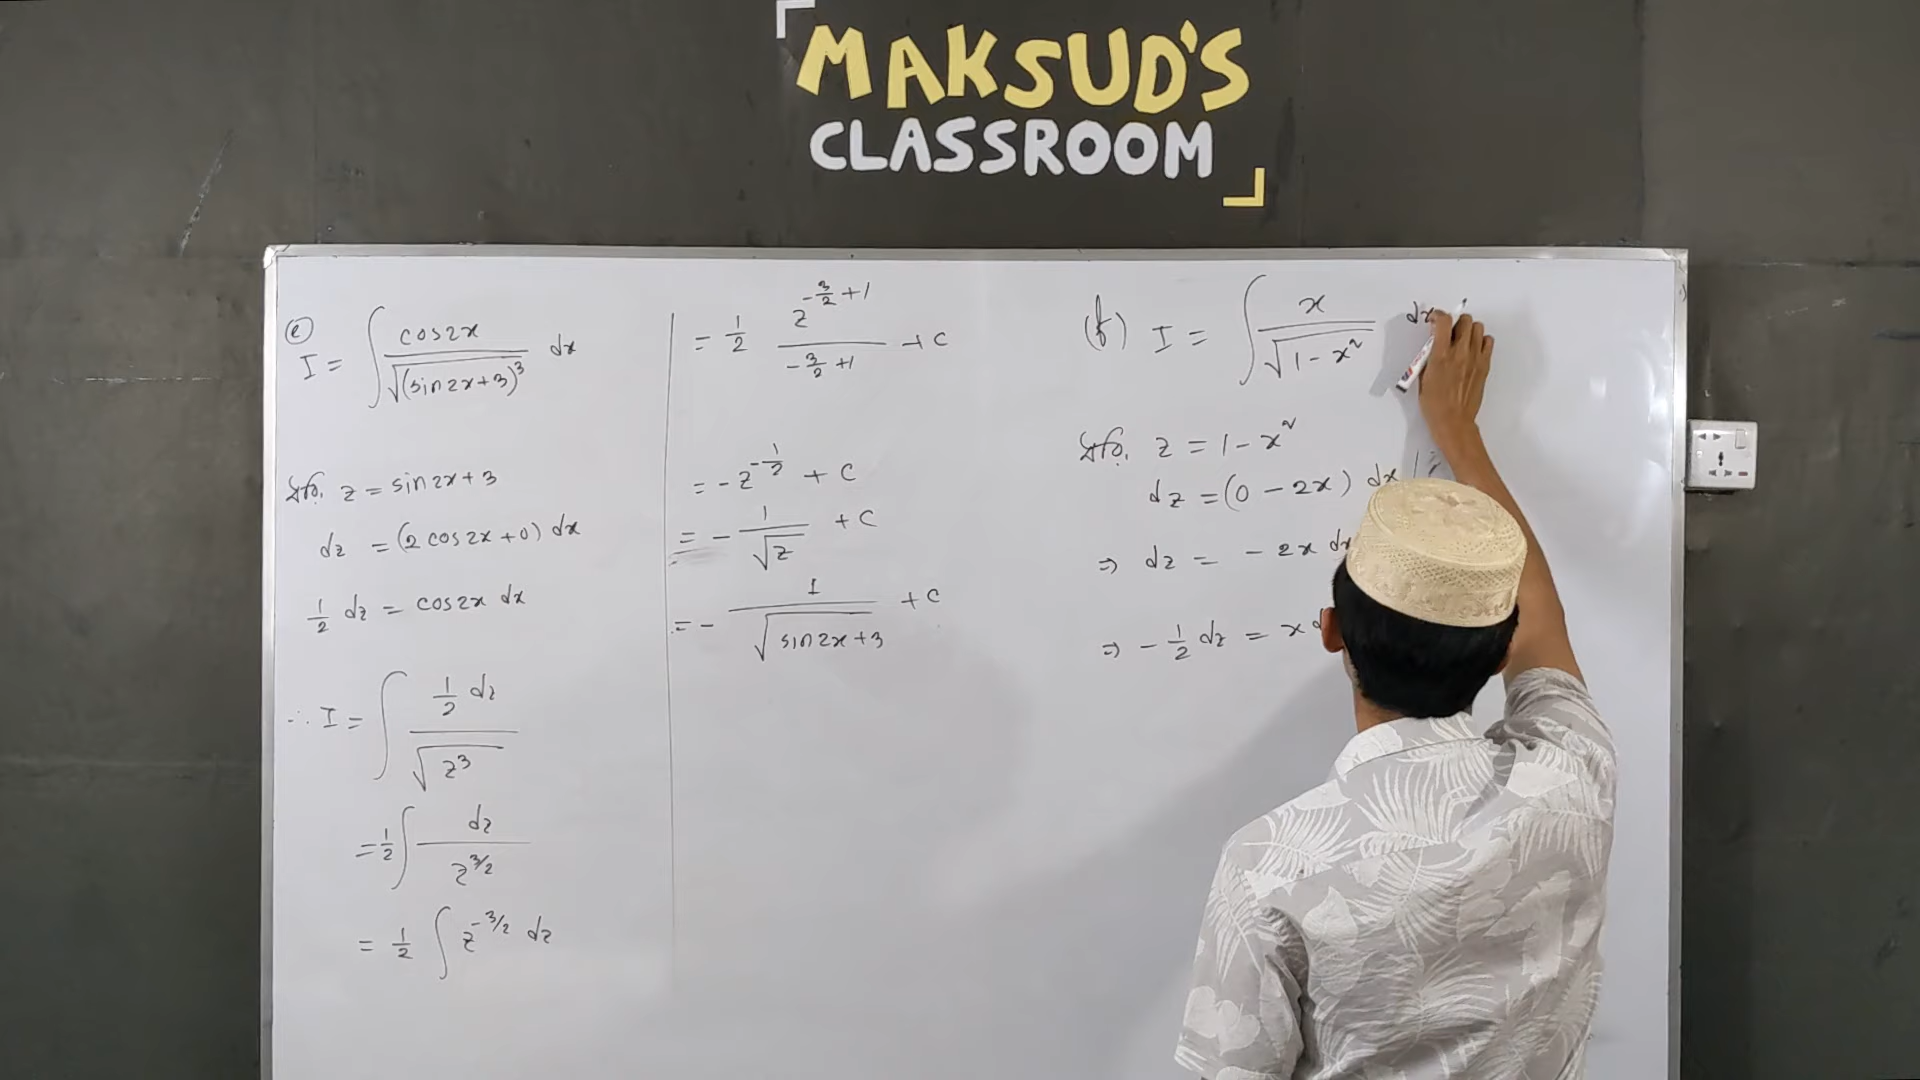 MAKSUD'S
CLASSROOM
(e)
I = ∫ cos2x / √(sin2x+3)³ dx
ধরি, z = sin2x+3
dz = (2cos2x+0) dx
1/2 dz = cos2x dx
∴ I = ∫ 1/2 dz / √z³
= 1/2 ∫ dz / z^3/2
= 1/2 ∫ z^-3/2 dz
= 1/2 z^(-3/2+1) / (-3/2+1) + C
= - z^-1/2 + C
= - 1/√z + C
= - 1/√(sin2x+3) + C
(f) I = ∫ x / √(1-x²) dx
ধরি, z = 1-x²
dz = (0-2x) dx
⇒ dz = -2x dx
⇒ -1/2 dz = x